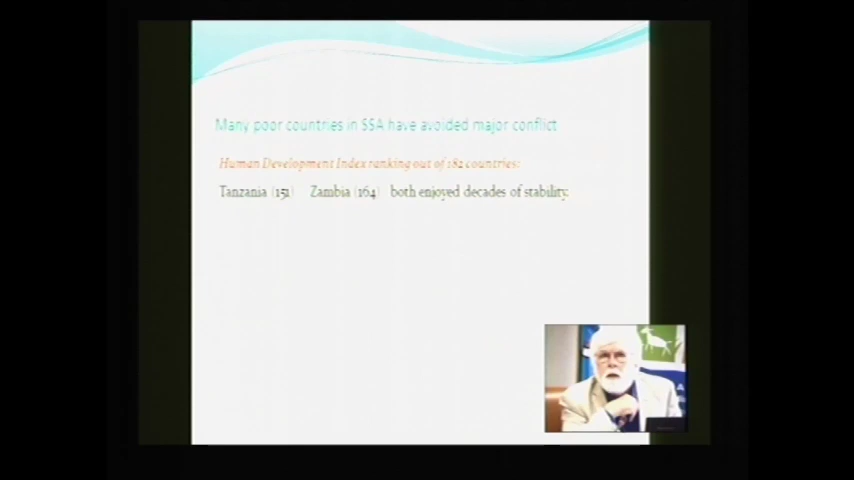 Many poor countries in SSA have avoided major conflict
Human Development Index ranking out of 182 countries:
Tanzania (151) Zambia (164) both enjoyed decades of stability.